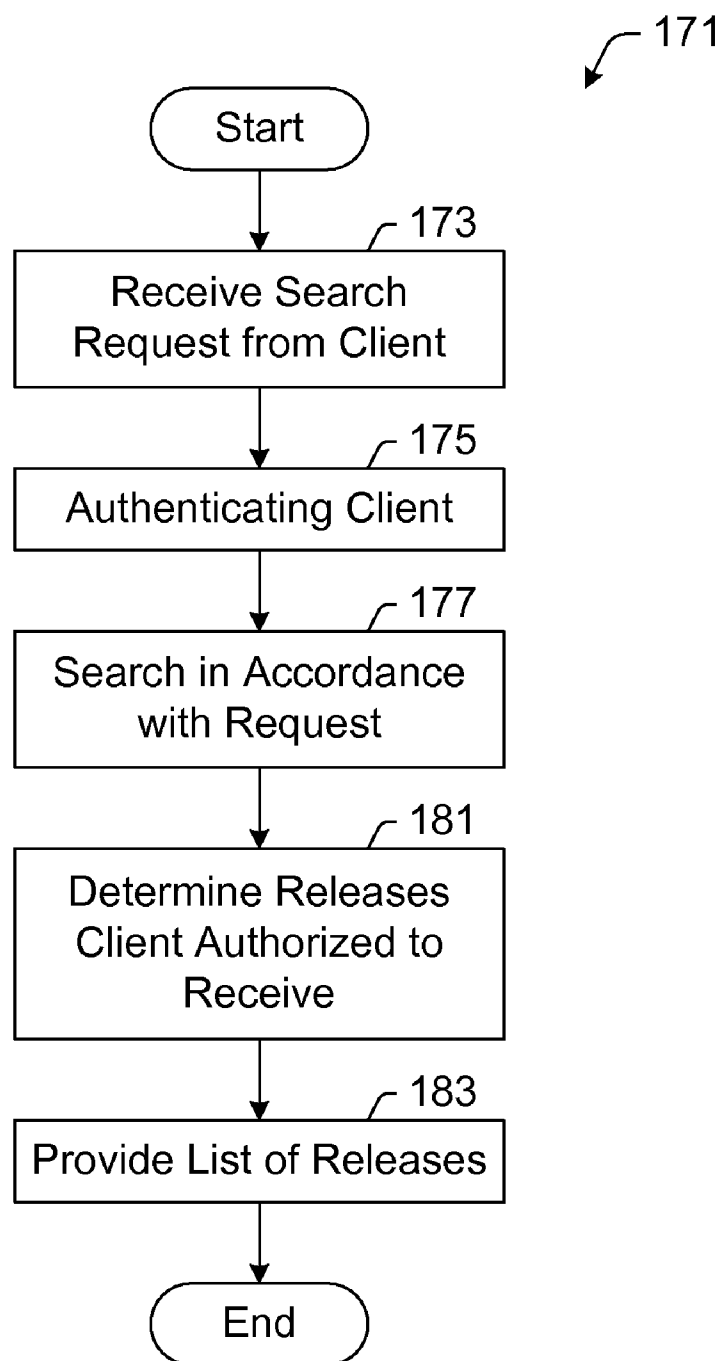 171
Start
173
Receive Search
Request from Client
175
Authenticating Client
177
Search in Accordance
with Request
181
Determine Releases
Client Authorized to
Receive
183
Provide List of Releases
End